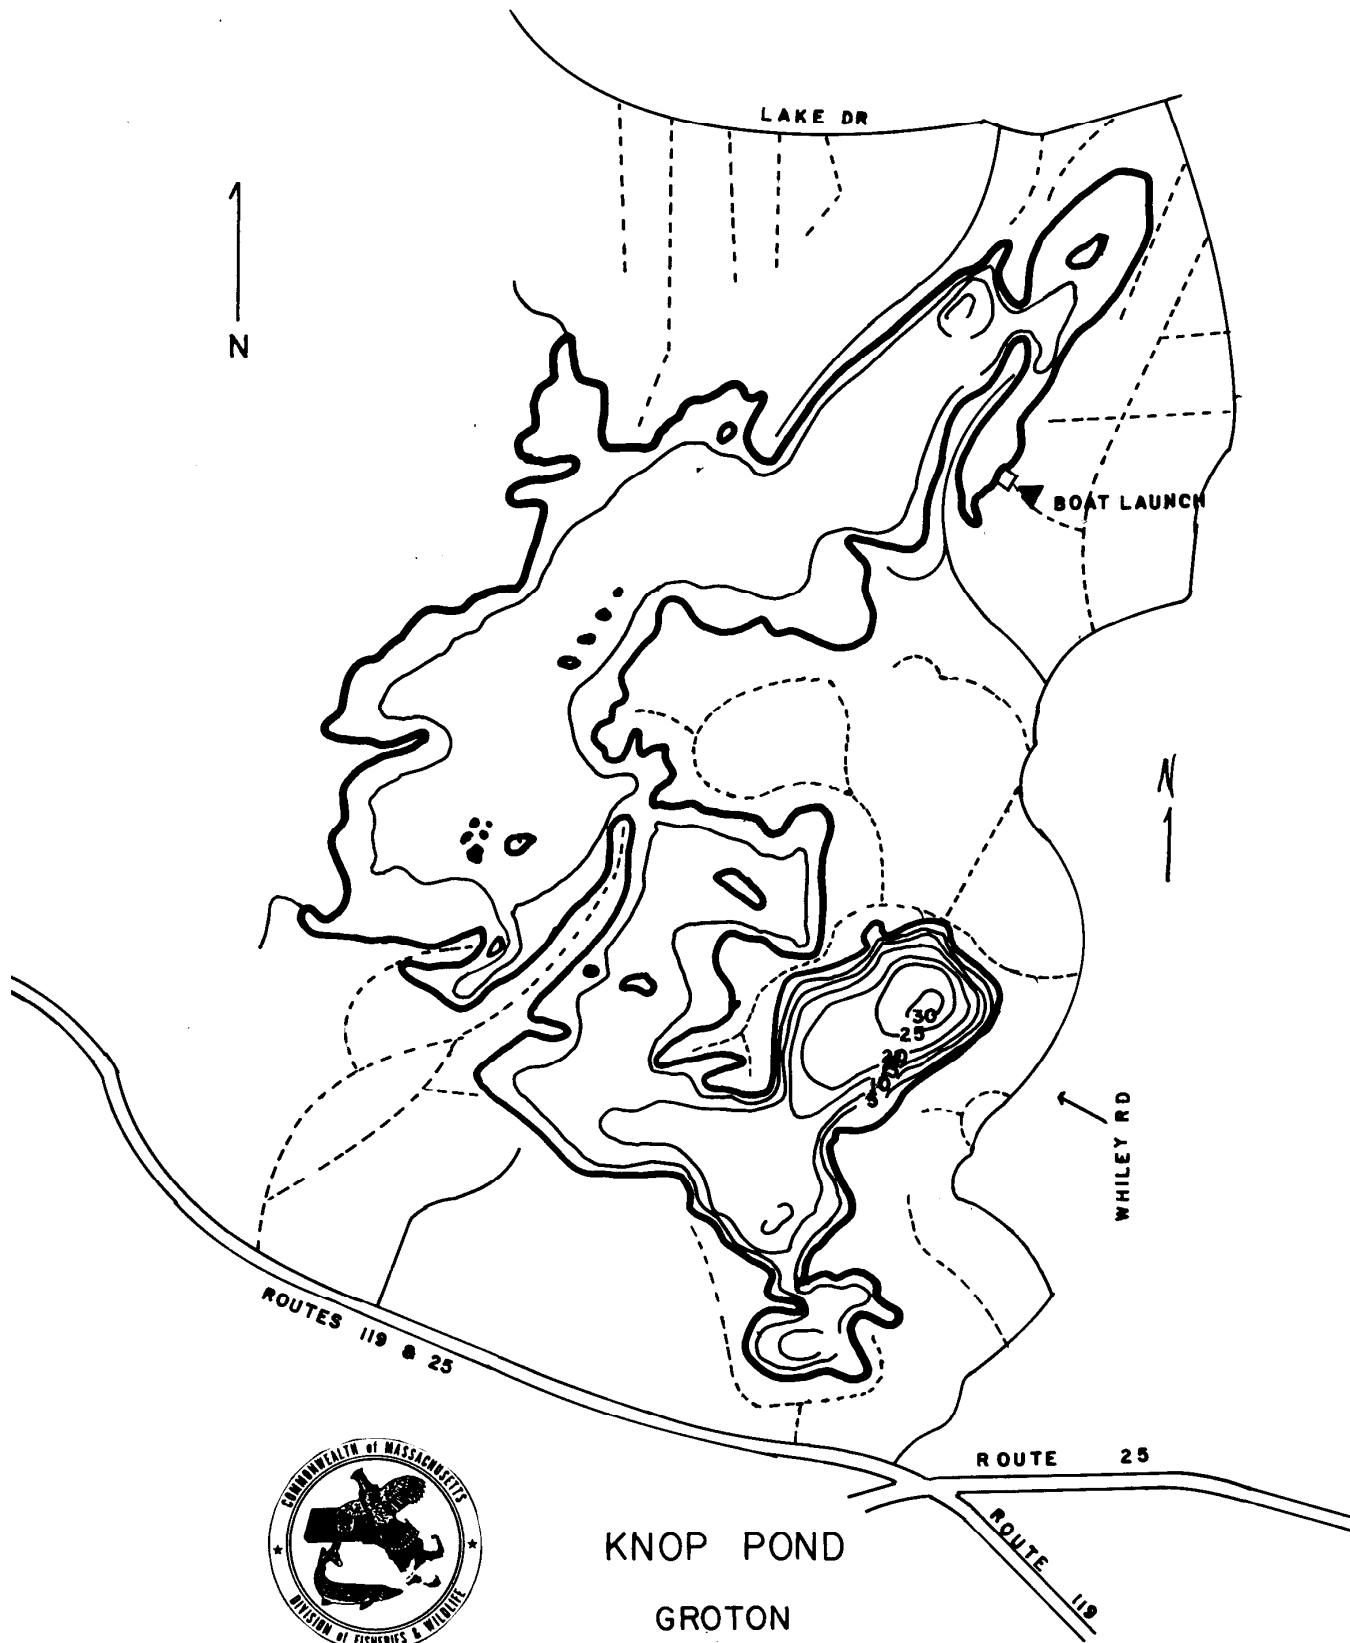 LAKE DR
N
BOAT LAUNCH
N
30
25
20
10
5
WHILEY RD
ROUTES 119 & 25
ROUTE 25
ROUTE 119
COMMONWEALTH of MASSACHUSETTS
DIVISION of FISHERIES & WILDLIFE
KNOP POND
GROTON